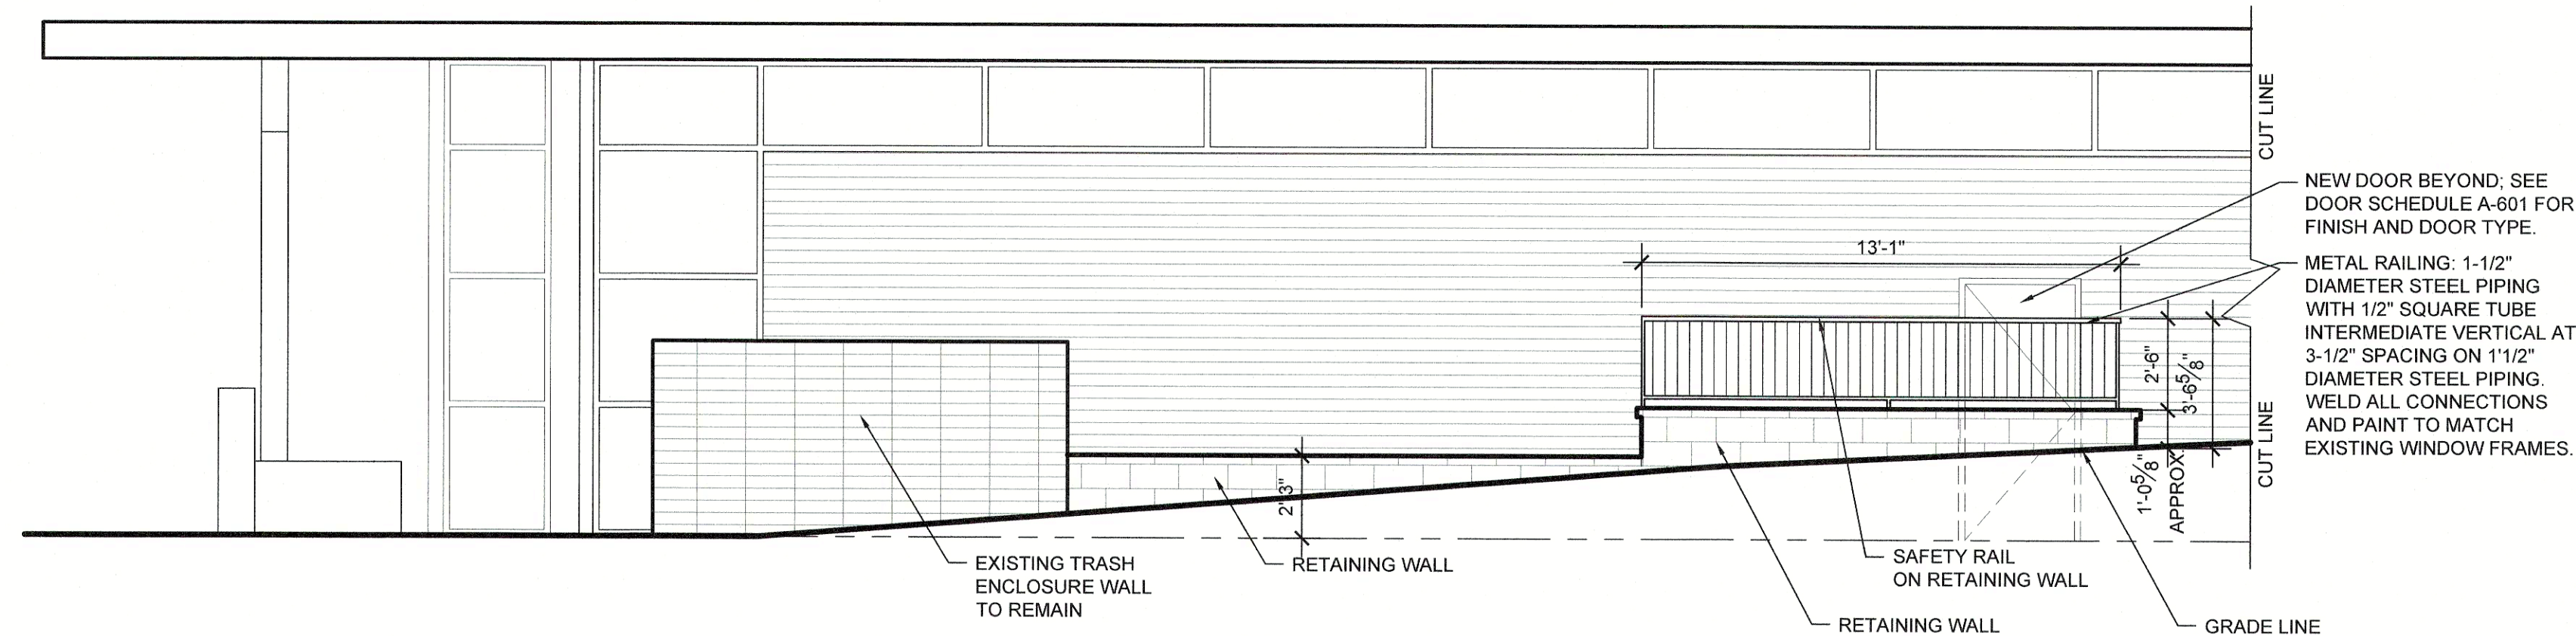 CUT LINE
NEW DOOR BEYOND; SEE
DOOR SCHEDULE A-601 FOR
FINISH AND DOOR TYPE.
13'-1"
METAL RAILING: 1-1/2"
DIAMETER STEEL PIPING
WITH 1/2" SQUARE TUBE
INTERMEDIATE VERTICAL AT
3-1/2" SPACING ON 1'1/2"
DIAMETER STEEL PIPING.
WELD ALL CONNECTIONS
AND PAINT TO MATCH
EXISTING WINDOW FRAMES.
2'-6"
3'-6 5/8"
1'-0 5/8"
APPROX.
CUT LINE
2'-3"
EXISTING TRASH
ENCLOSURE WALL
TO REMAIN
RETAINING WALL
SAFETY RAIL
ON RETAINING WALL
RETAINING WALL
GRADE LINE